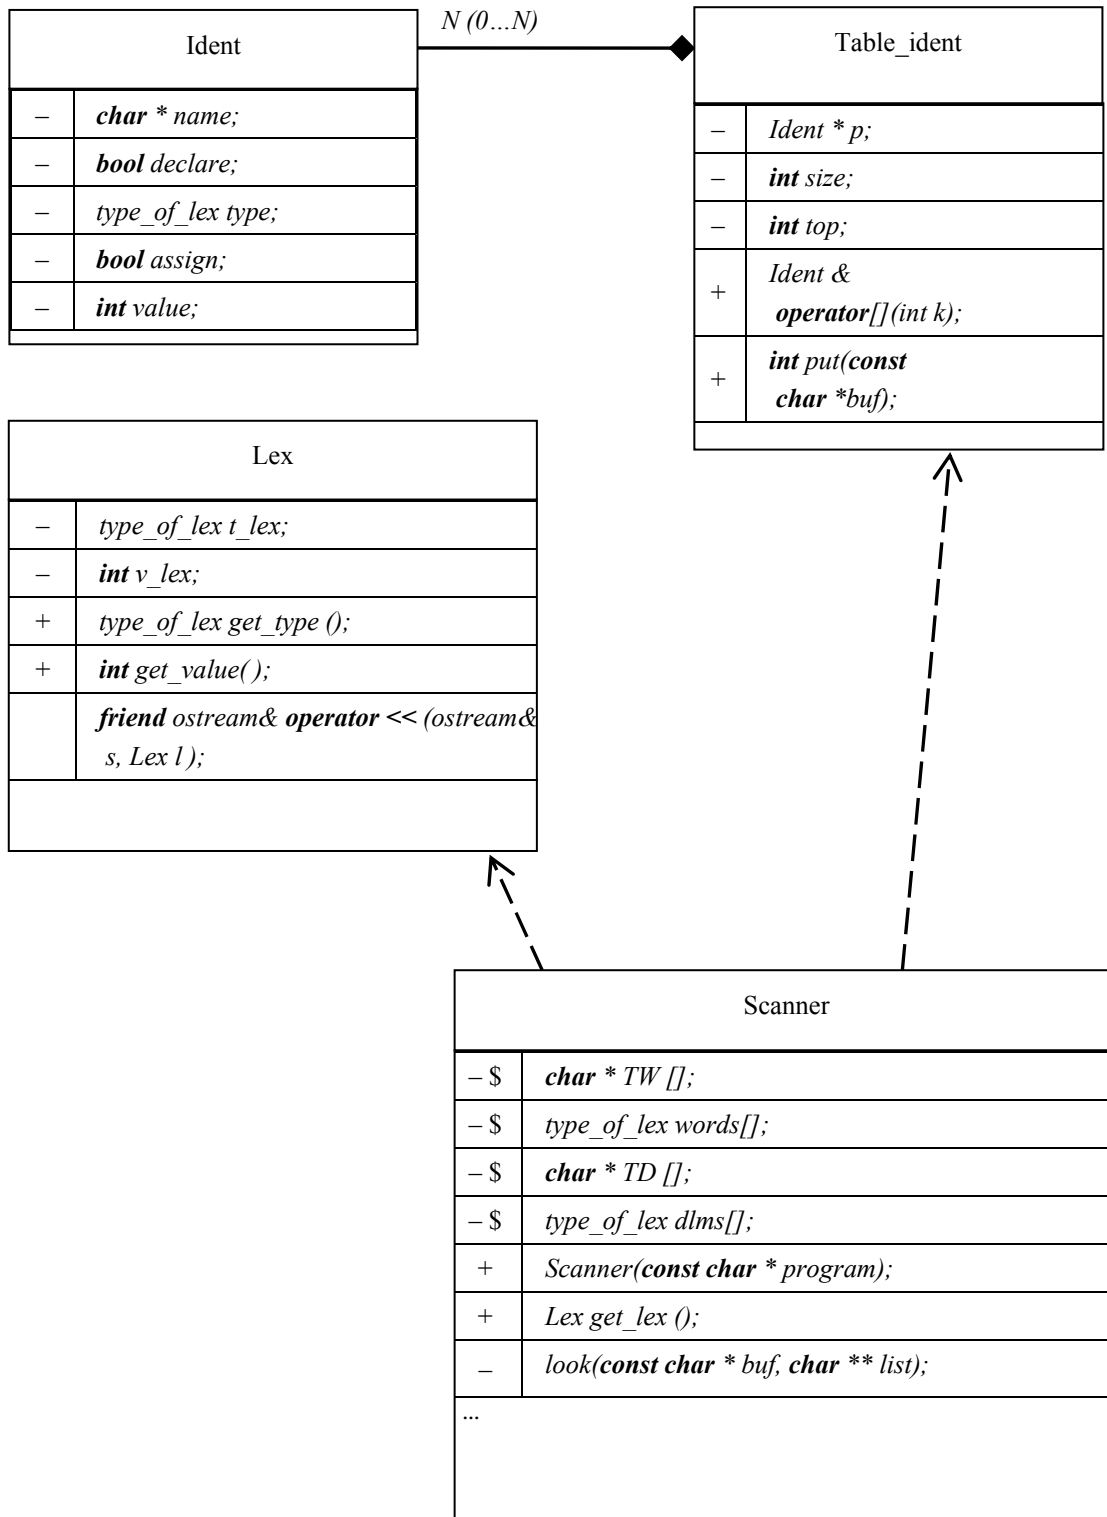 N (0...N)
Ident
– char * name;
– bool declare;
– type_of_lex type;
– bool assign;
– int value;
Table_ident
– Ident * p;
– int size;
– int top;
+ Ident &
operator[](int k);
+ int put(const
char *buf);
Lex
– type_of_lex t_lex;
– int v_lex;
+ type_of_lex get_type ();
+ int get_value( );
friend ostream& operator << (ostream&
s, Lex l );
Scanner
– $ char * TW [];
– $ type_of_lex words[];
– $ char * TD [];
– $ type_of_lex dlms[];
+ Scanner(const char * program);
+ Lex get_lex ();
– look(const char * buf, char ** list);
...